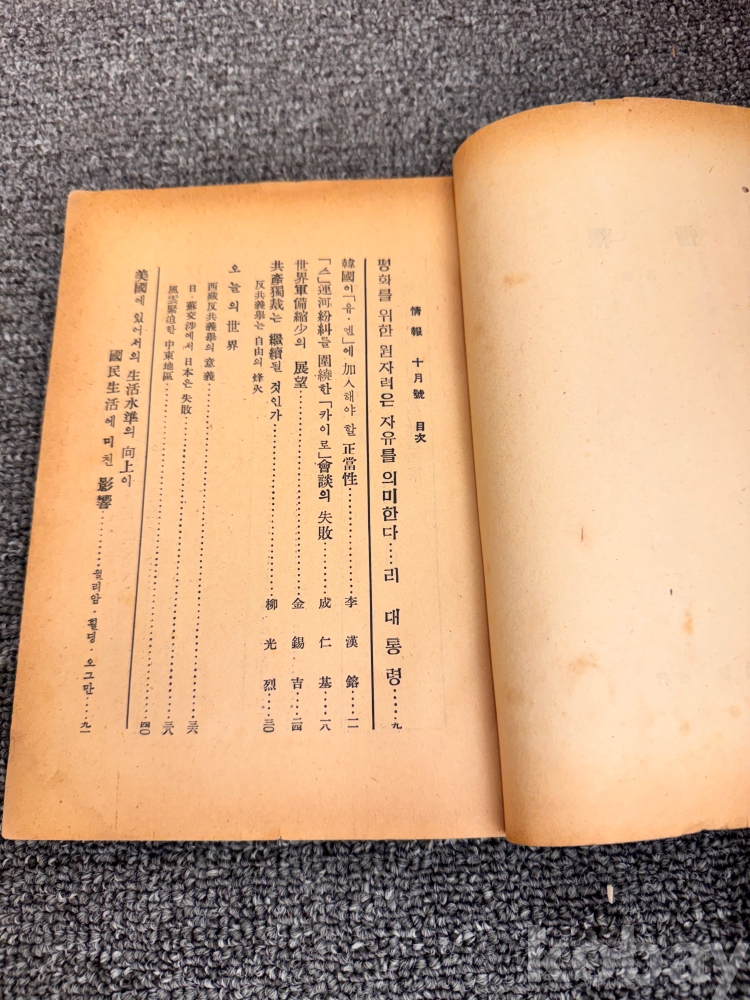 情報 十月號 目次
평화를 위한 원자력은 자유를 의미한다……리 대통령……九
韓國이「유·엔」에 加入해야 할 正當性……李漢鎔……一一
「스」運河紛糾를 圍繞한「카이로」會談의 失敗……成仁基……一八
世界軍備縮少의 展望……金錫吉……二四
共產獨裁는 繼續될 것인가……柳光烈……三〇
反共義擧는 自由의 烽火
오늘의 世界
西藏反共義擧의 意義……三六
日·蘇交涉에서 日本은 失敗……三八
風雲緊迫한 中東地區……四〇
美國에 있어서의 生活水準의 向上이
國民生活에 미친 影響……윌리암·휠딩·오그만……九一
kobay